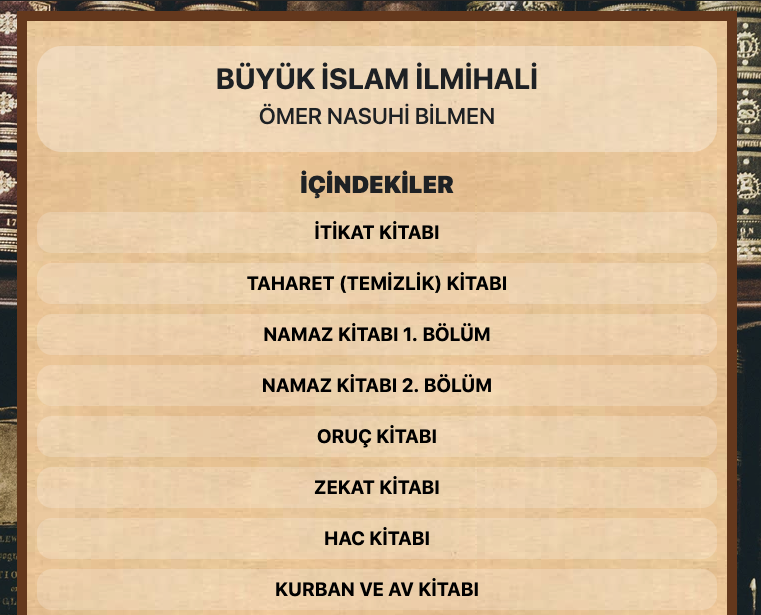 BÜYÜK İSLAM İLMİHALİ
ÖMER NASUHİ BİLMEN
İÇİNDEKİLER
İTİKAT KİTABI
TAHARET (TEMİZLİK) KİTABI
NAMAZ KİTABI 1. BÖLÜM
NAMAZ KİTABI 2. BÖLÜM
ORUÇ KİTABI
ZEKAT KİTABI
HAC KİTABI
KURBAN VE AV KİTABI